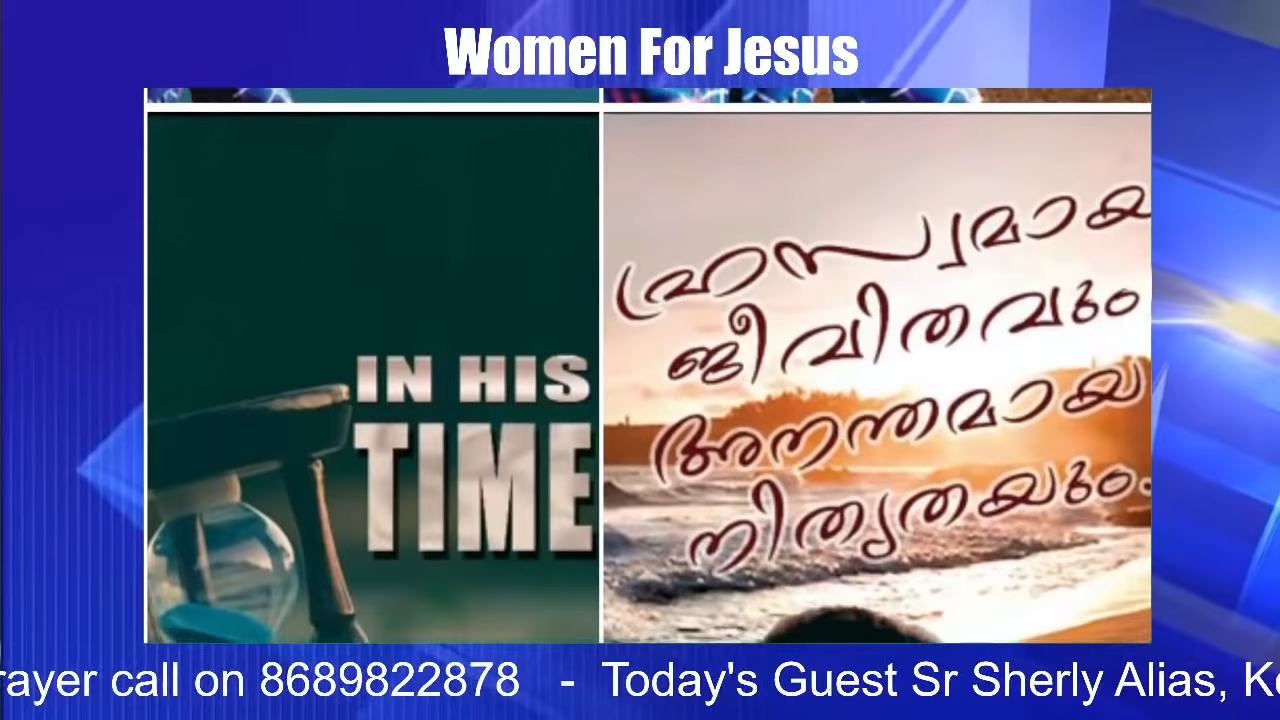 Women For Jesus
IN HIS
TIME
ഹ്രസ്വമായ
ജീവിതവും
അനന്തമായ
നിത്യതയും.
rayer call on 8689822878 - Today's Guest Sr Sherly Alias, Ke